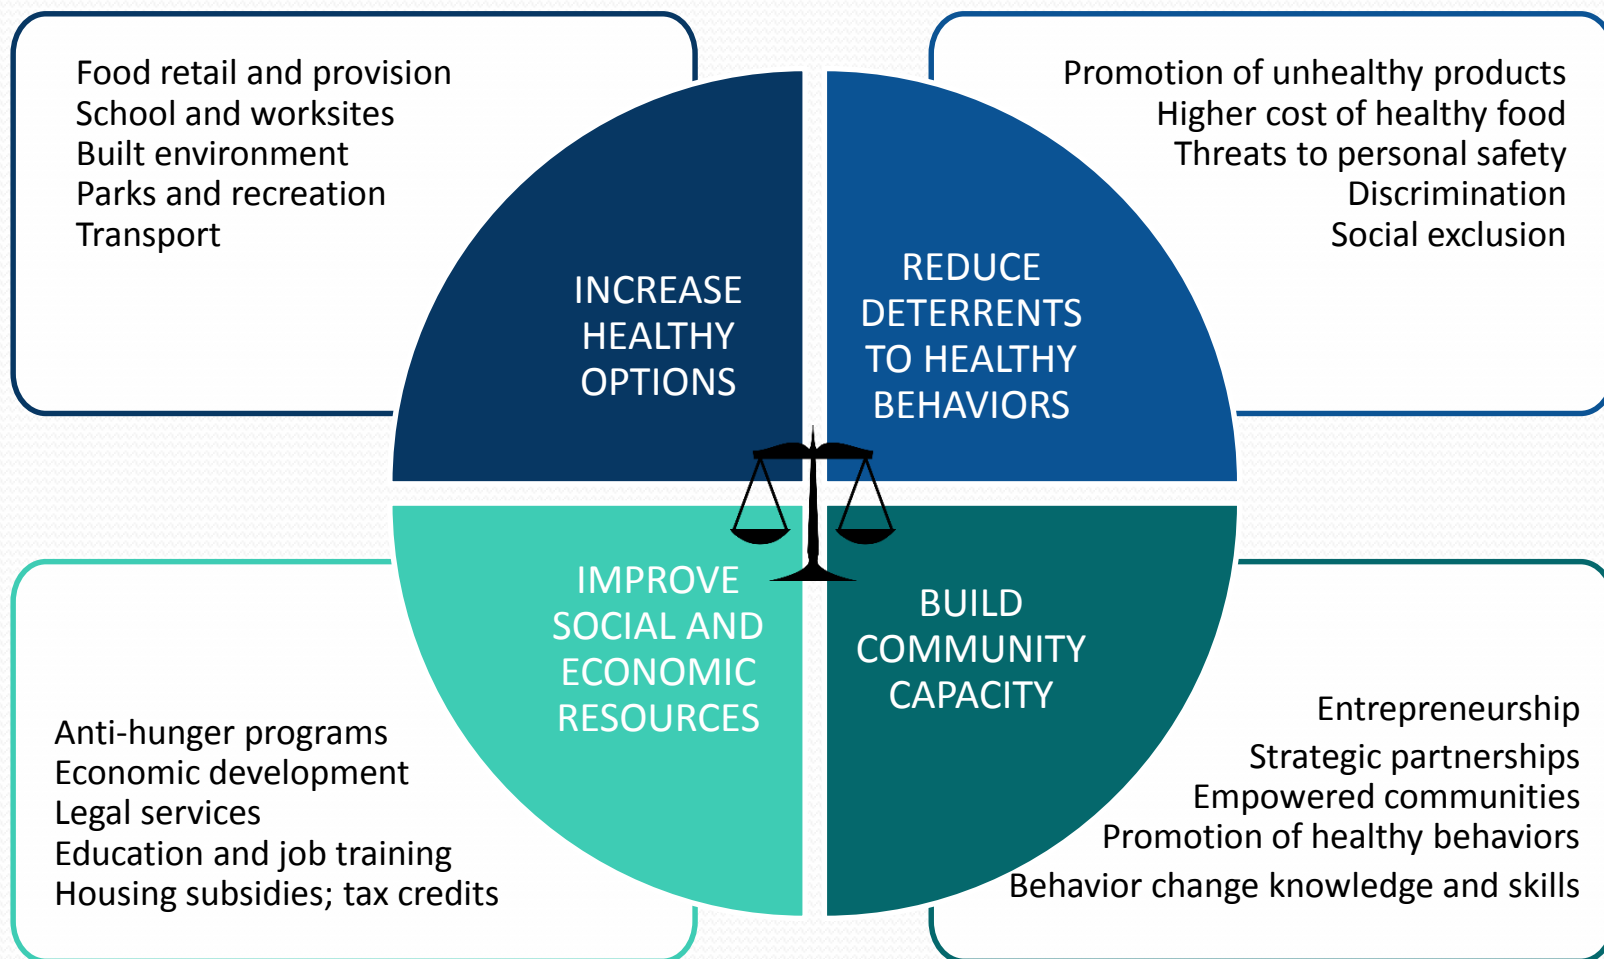 Food retail and provision
School and worksites
Built environment
Parks and recreation
Transport
Promotion of unhealthy products
Higher cost of healthy food
Threats to personal safety
Discrimination
Social exclusion
INCREASE
HEALTHY
OPTIONS
REDUCE
DETERRENTS
TO HEALTHY
BEHAVIORS
IMPROVE
SOCIAL AND
ECONOMIC
RESOURCES
BUILD
COMMUNITY
CAPACITY
Anti-hunger programs
Economic development
Legal services
Education and job training
Housing subsidies; tax credits
Entrepreneurship
Strategic partnerships
Empowered communities
Promotion of healthy behaviors
Behavior change knowledge and skills